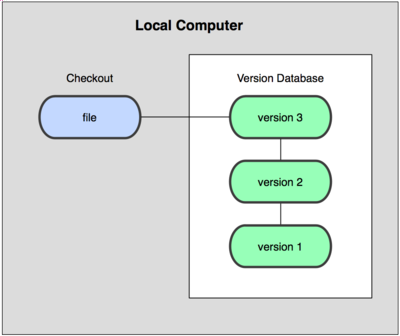 Local Computer
Checkout
Version Database
file
version 3
version 2
version 1